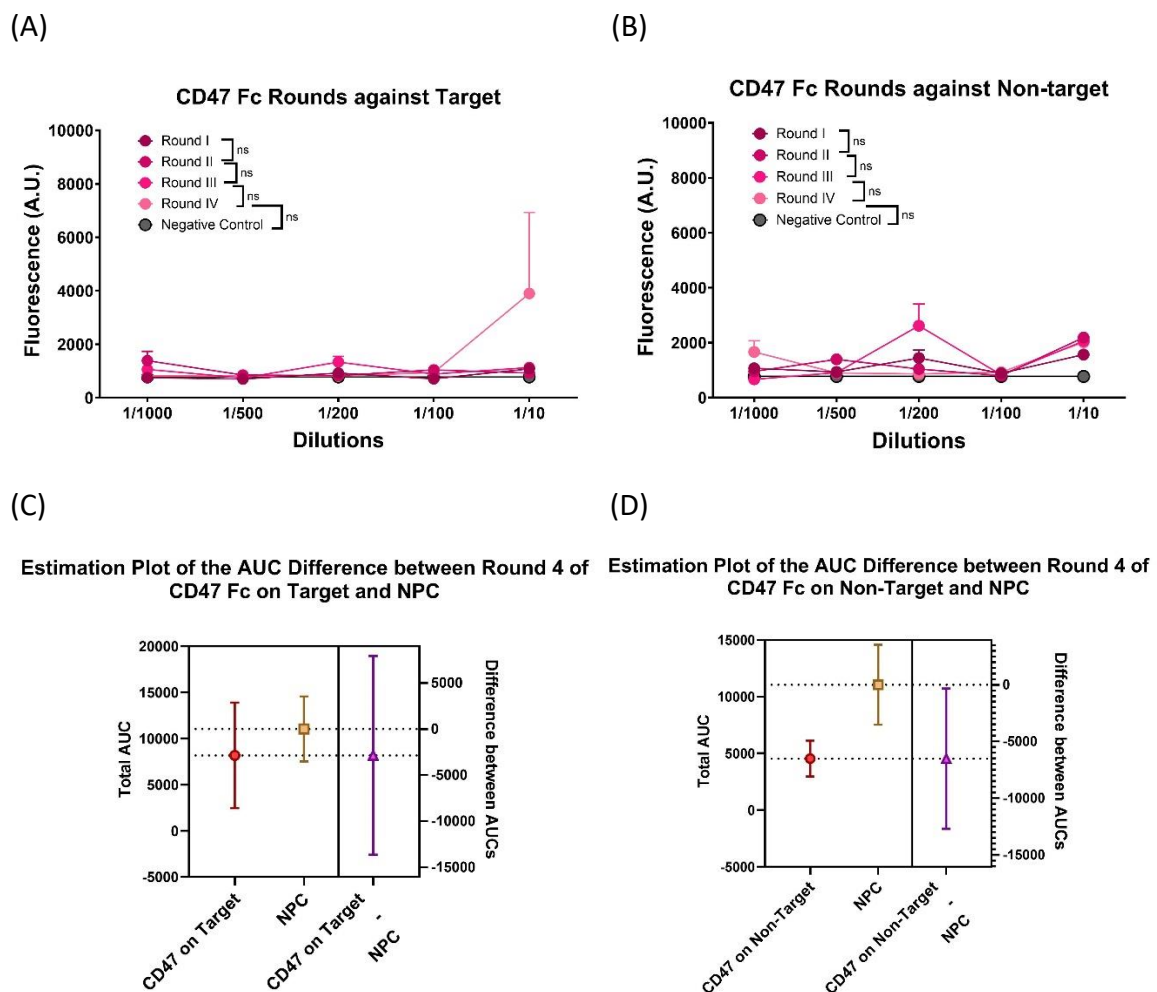 (A)
CD47 Fc Rounds against Target
Fluorescence (A.U.)
10000
8000
6000
4000
2000
0
Round I
Round II
Round III
Round IV
Negative Control
ns
ns
ns
ns
1/1000 1/500 1/200 1/100 1/10
Dilutions
(B)
CD47 Fc Rounds against Non-target
Fluorescence (A.U.)
10000
8000
6000
4000
2000
0
Round I
Round II
Round III
Round IV
Negative Control
ns
ns
ns
ns
1/1000 1/500 1/200 1/100 1/10
Dilutions
(C)
Estimation Plot of the AUC Difference between Round 4 of
CD47 Fc on Target and NPC
Total AUC
20000
15000
10000
5000
0
-5000
5000
0
-5000
-10000
-15000
Difference between AUCs
CD47 on Target
NPC
CD47 on Target
-
NPC
(D)
Estimation Plot of the AUC Difference between Round 4 of
CD47 Fc on Non-Target and NPC
Total AUC
15000
10000
5000
0
-5000
0
-5000
-10000
-15000
Difference between AUCs
CD47 on Non-Target
NPC
CD47 on Non-Target
-
NPC